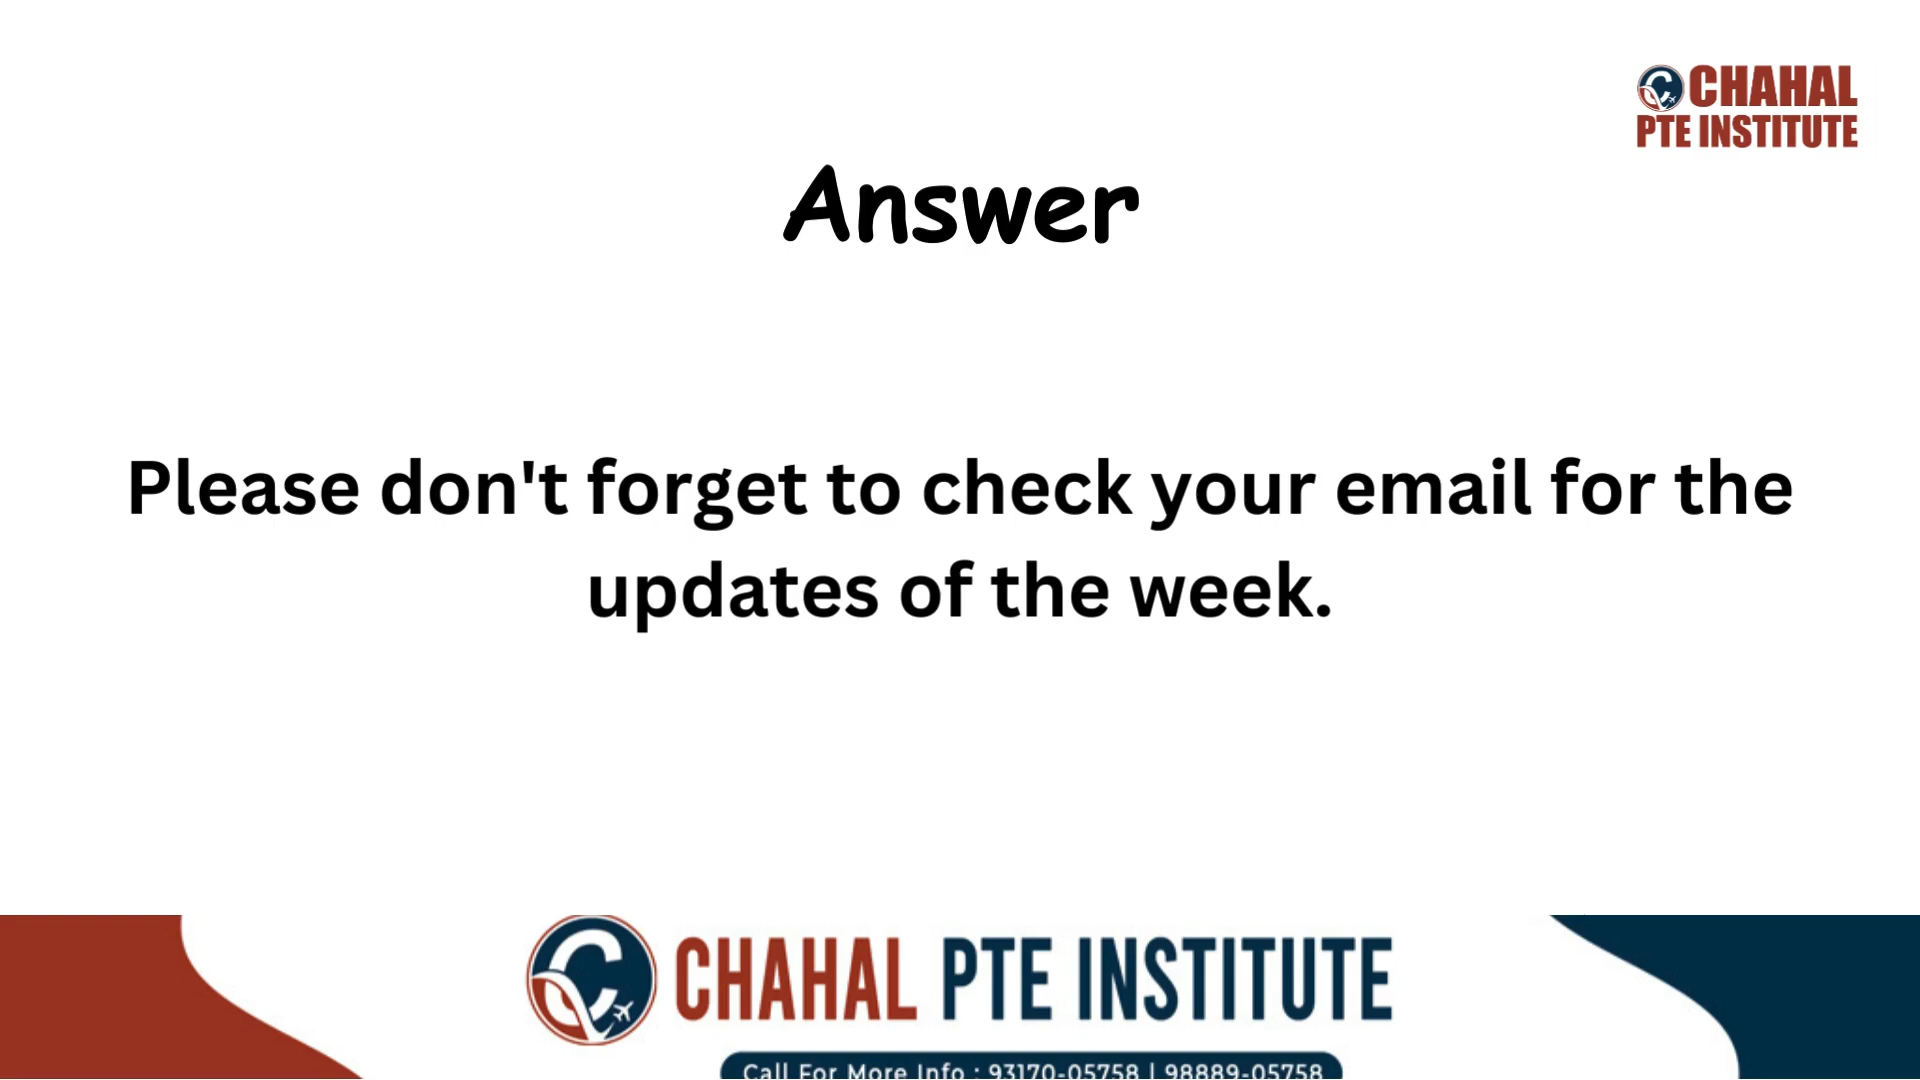 CHAHAL
PTE INSTITUTE
Answer
Please don't forget to check your email for the
updates of the week.
CHAHAL PTE INSTITUTE
Call For More Info : 93170-05758 | 98889-05758